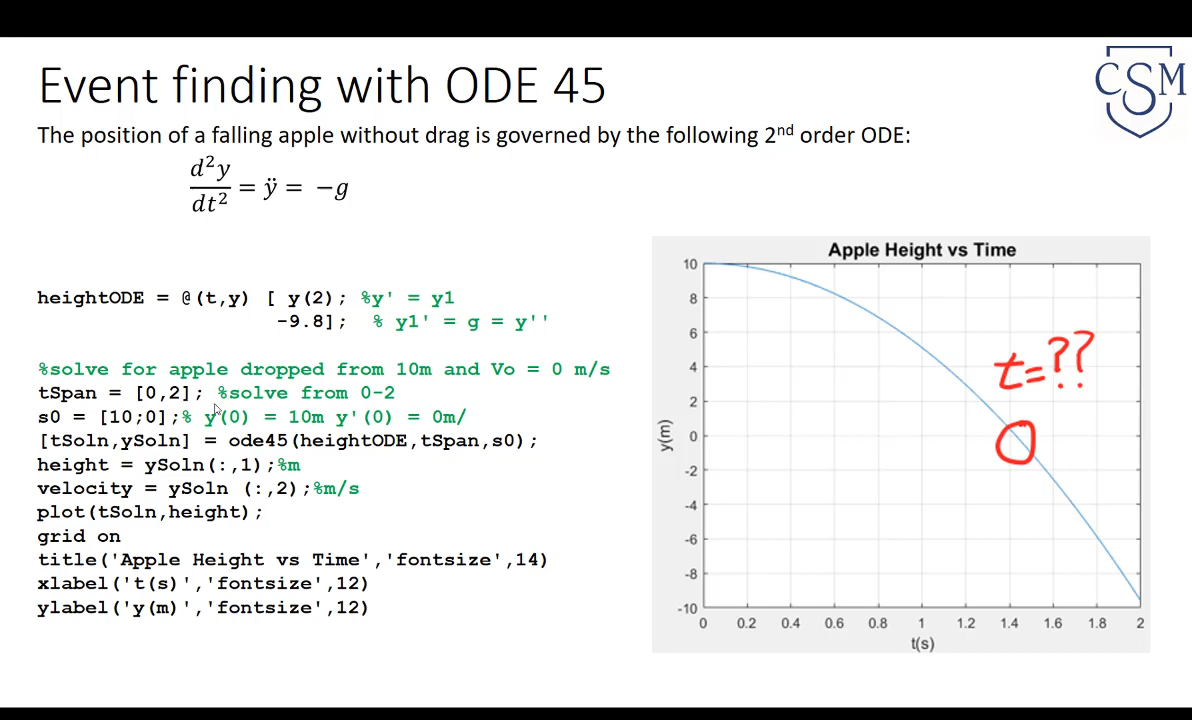 Event finding with ODE 45
CSM
The position of a falling apple without drag is governed by the following 2nd order ODE:
d²y/dt² = ÿ = −g
heightODE = @(t,y) [ y(2); %y' = y1
-9.8]; % y1' = g = y''
%solve for apple dropped from 10m and Vo = 0 m/s
tSpan = [0,2]; %solve from 0-2
s0 = [10;0];% y(0) = 10m y'(0) = 0m/
[tSoln,ySoln] = ode45(heightODE,tSpan,s0);
height = ySoln(:,1);%m
velocity = ySoln (:,2);%m/s
plot(tSoln,height);
grid on
title('Apple Height vs Time','fontsize',14)
xlabel('t(s)','fontsize',12)
ylabel('y(m)','fontsize',12)
Apple Height vs Time
10
8
6
4
2
0
-2
-4
-6
-8
-10
y(m)
t=??
0 0.2 0.4 0.6 0.8 1 1.2 1.4 1.6 1.8 2
t(s)